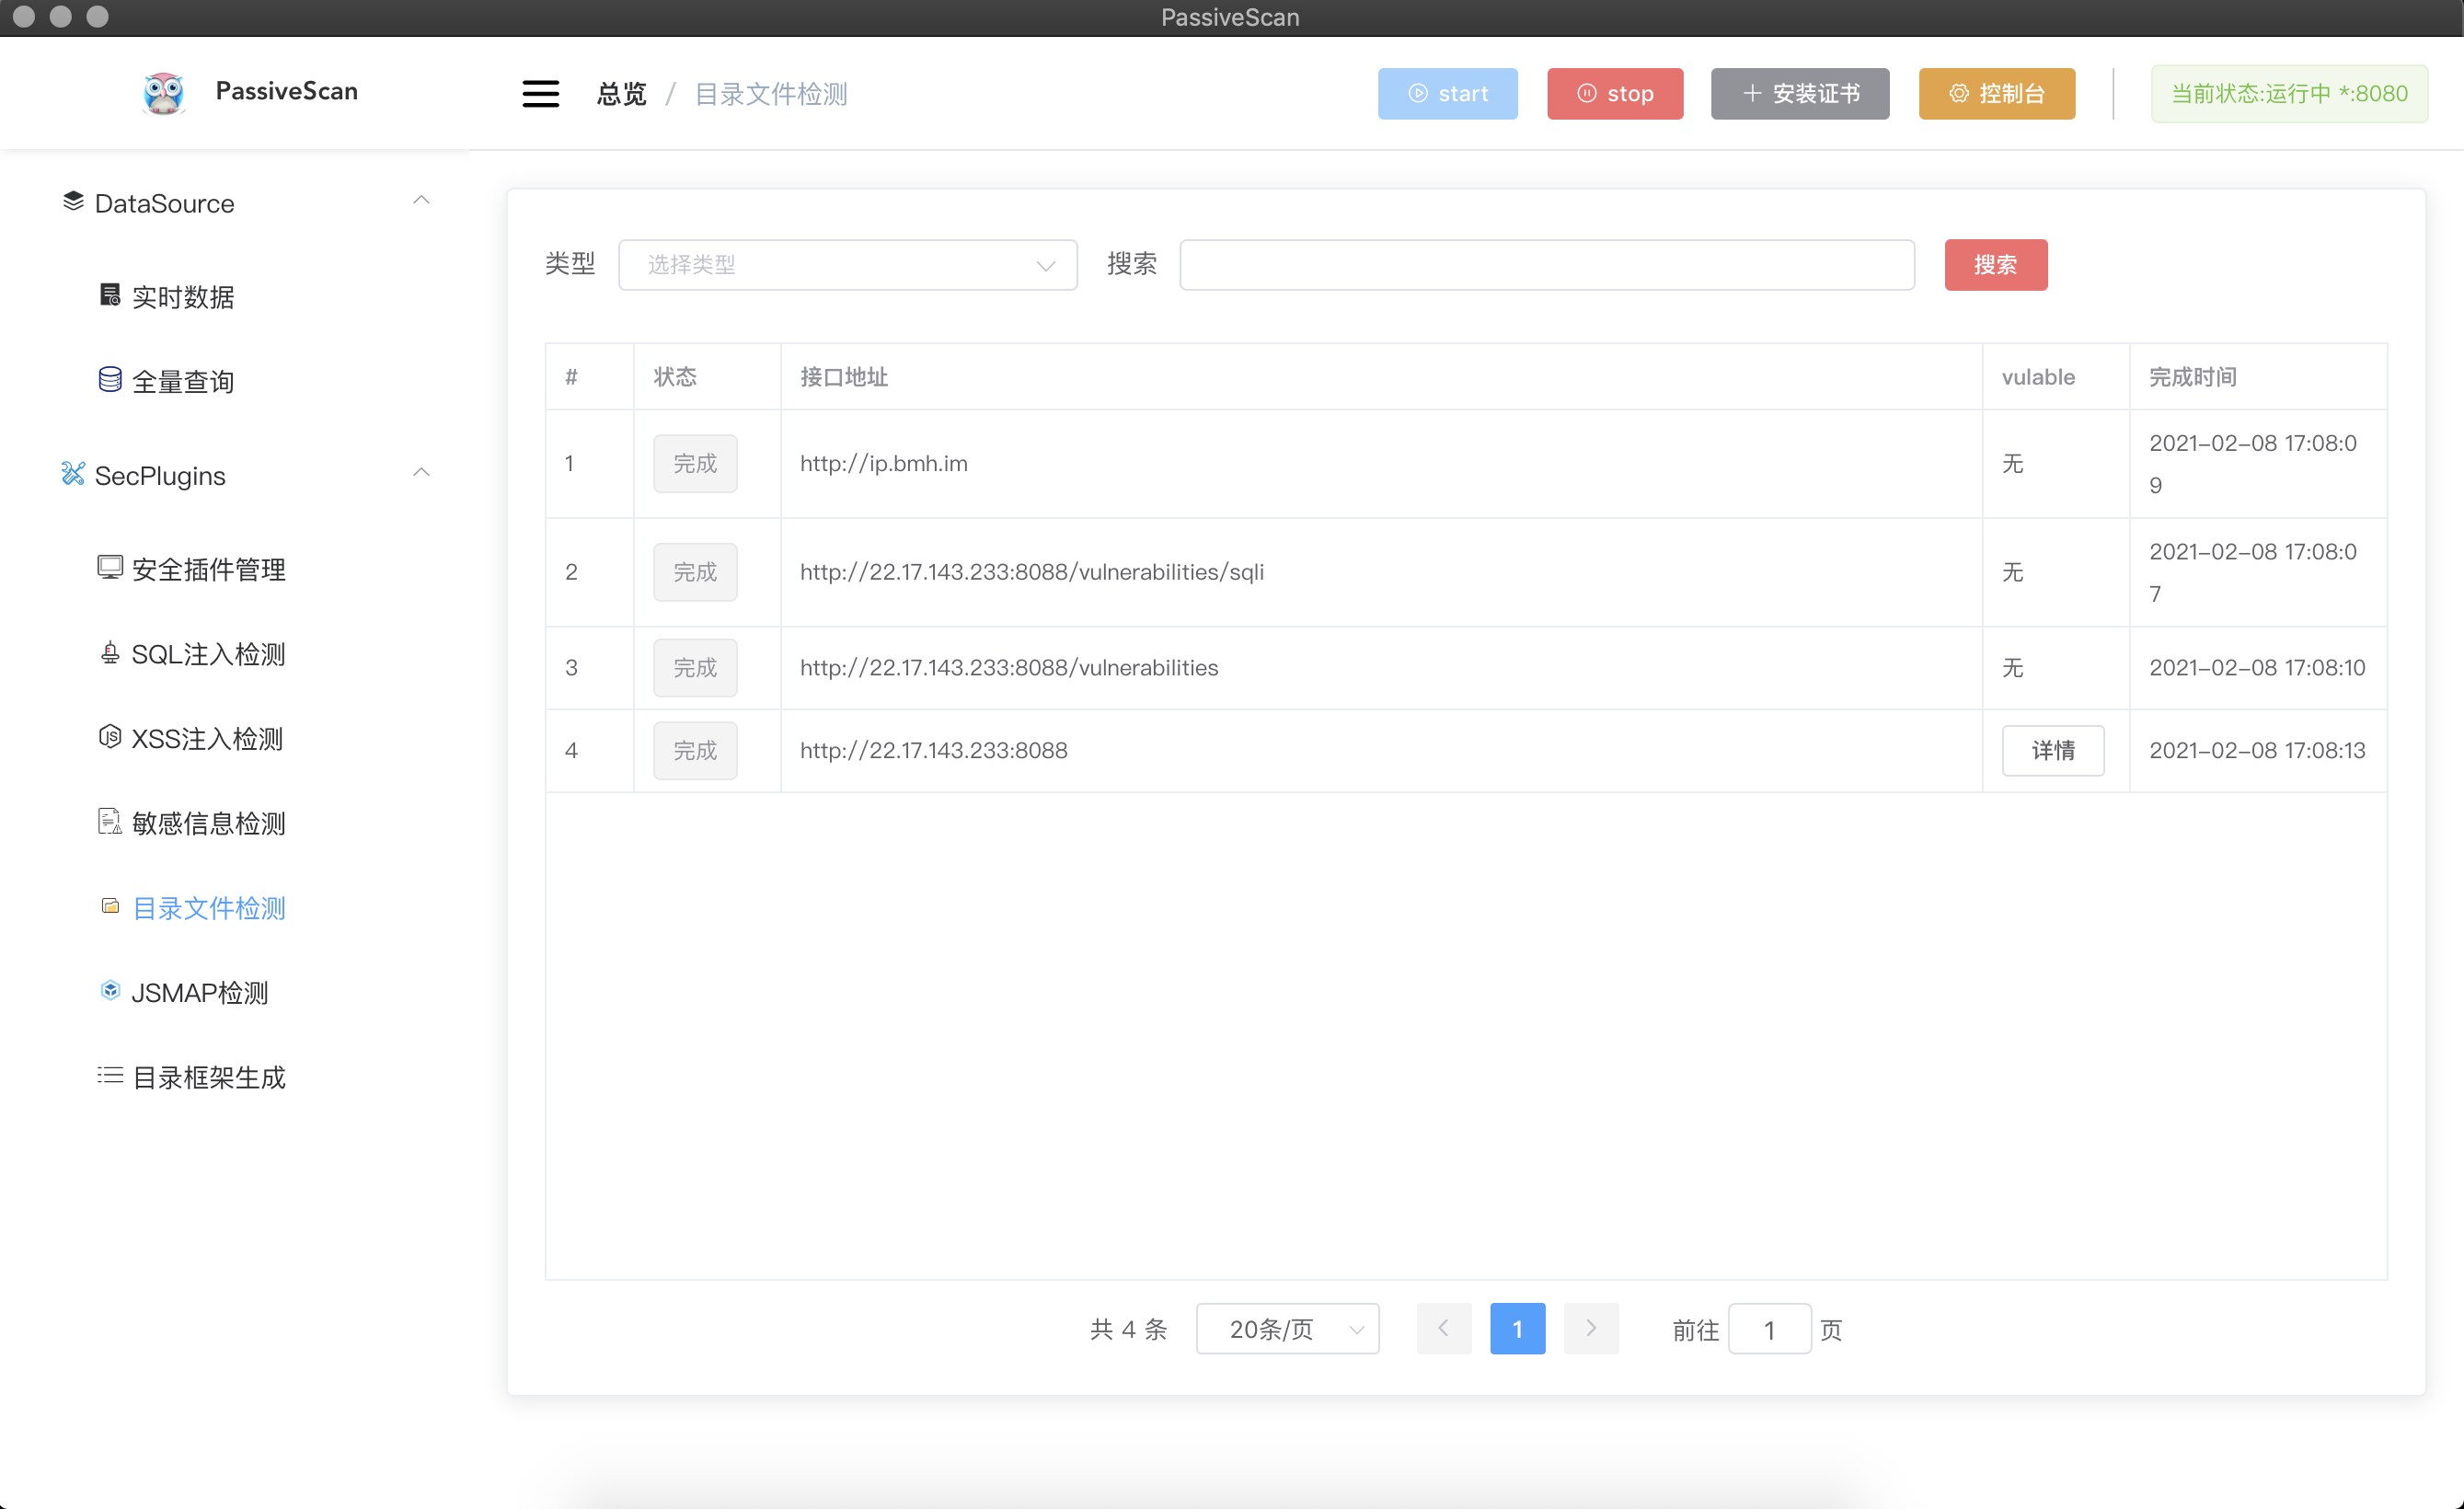 PassiveScan
PassiveScan
总览 / 目录文件检测
start
stop
安装证书
控制台
当前状态:运行中 *:8080
DataSource
实时数据
全量查询
SecPlugins
安全插件管理
SQL注入检测
XSS注入检测
敏感信息检测
目录文件检测
JSMAP检测
目录框架生成
类型 选择类型 搜索 搜索
# 状态 接口地址 vulable 完成时间
1 完成 http://ip.bmh.im 无 2021-02-08 17:08:0
9
2 完成 http://22.17.143.233:8088/vulnerabilities/sqli 无 2021-02-08 17:08:0
7
3 完成 http://22.17.143.233:8088/vulnerabilities 无 2021-02-08 17:08:10
4 完成 http://22.17.143.233:8088 详情 2021-02-08 17:08:13
共 4 条 20条/页 1 前往 1 页